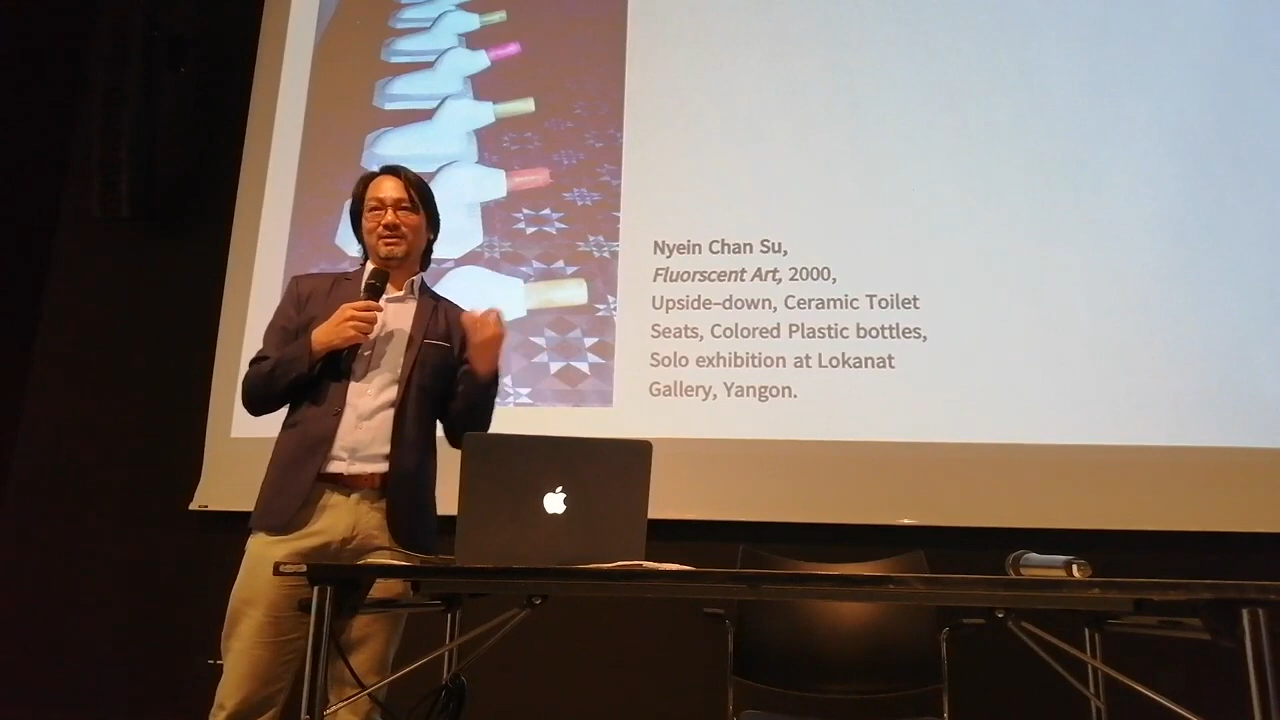 Nyein Chan Su,
Fluorscent Art, 2000,
Upside-down, Ceramic Toilet
Seats, Colored Plastic bottles,
Solo exhibition at Lokanat
Gallery, Yangon.